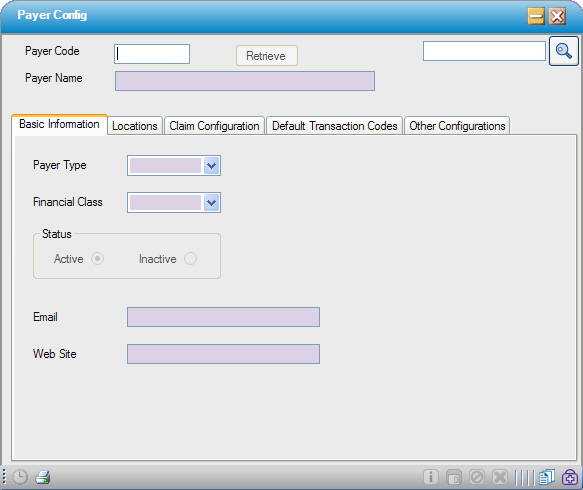 Payer Config
Payer Code
Retrieve
Payer Name
Basic Information Locations Claim Configuration Default Transaction Codes Other Configurations
Payer Type
Financial Class
Status
Active Inactive
Email
Web Site